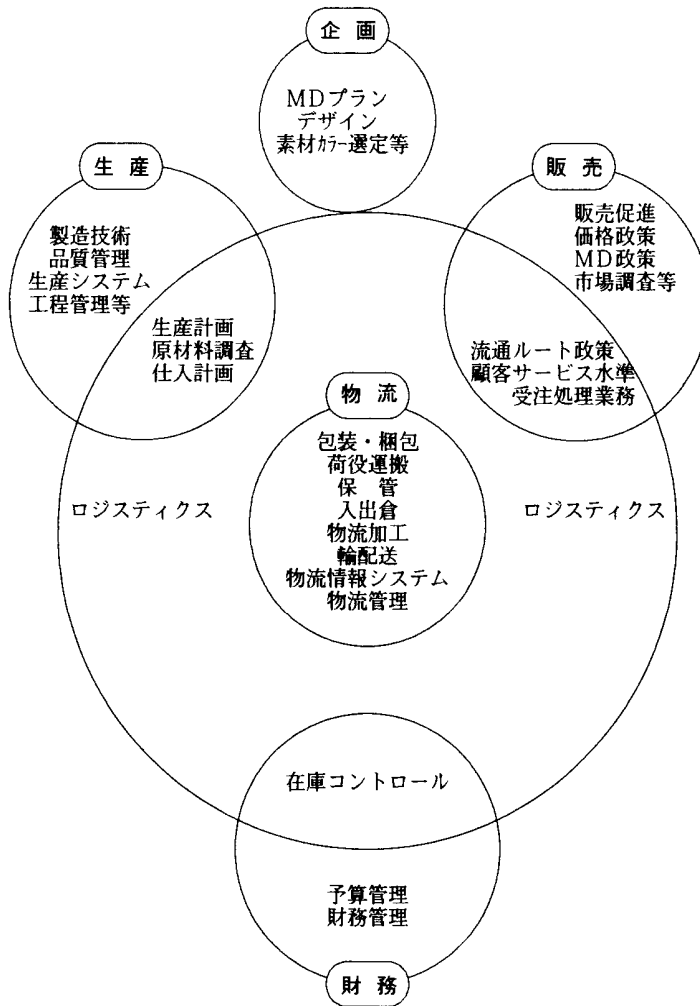 企画
MDプラン
デザイン
素材カラー選定等
生産
製造技術
品質管理
生産システム
工程管理等
生産計画
原材料調査
仕入計画
販売
販売促進
価格政策
MD政策
市場調査等
流通ルート政策
顧客サービス水準
受注処理業務
物流
包装・梱包
荷役運搬
保管
入出倉
物流加工
輸配送
物流情報システム
物流管理
ロジスティクス
ロジスティクス
在庫コントロール
予算管理
財務管理
財務